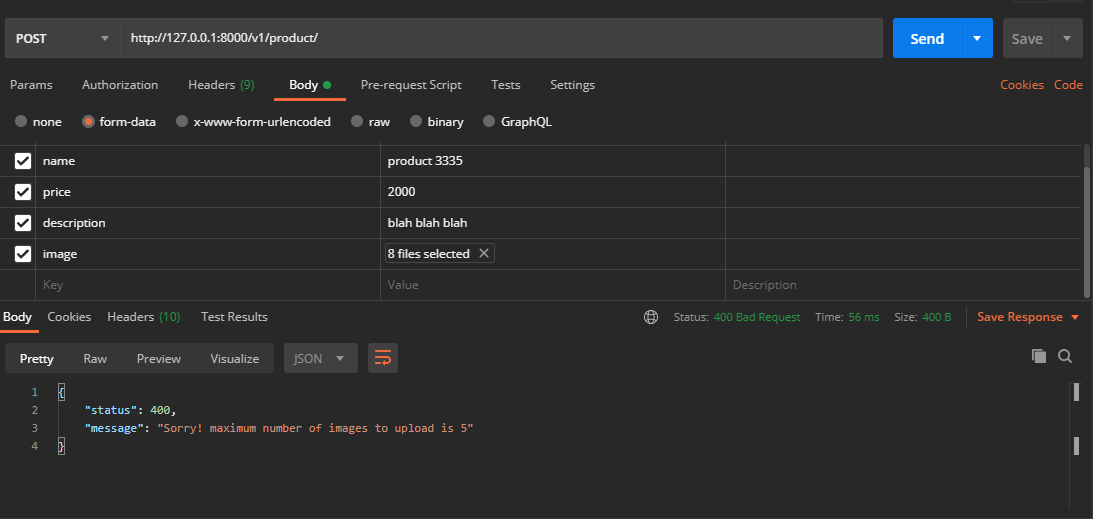 POST http://127.0.0.1:8000/v1/product/ Send Save
Params Authorization Headers (9) Body Pre-request Script Tests Settings Cookies Code
none form-data x-www-form-urlencoded raw binary GraphQL
name product 3335
price 2000
description blah blah blah
image 8 files selected
Key Value Description
Body Cookies Headers (10) Test Results Status: 400 Bad Request Time: 56 ms Size: 400 B Save Response
Pretty Raw Preview Visualize JSON
1 {
2 "status": 400,
3 "message": "Sorry! maximum number of images to upload is 5"
4 }